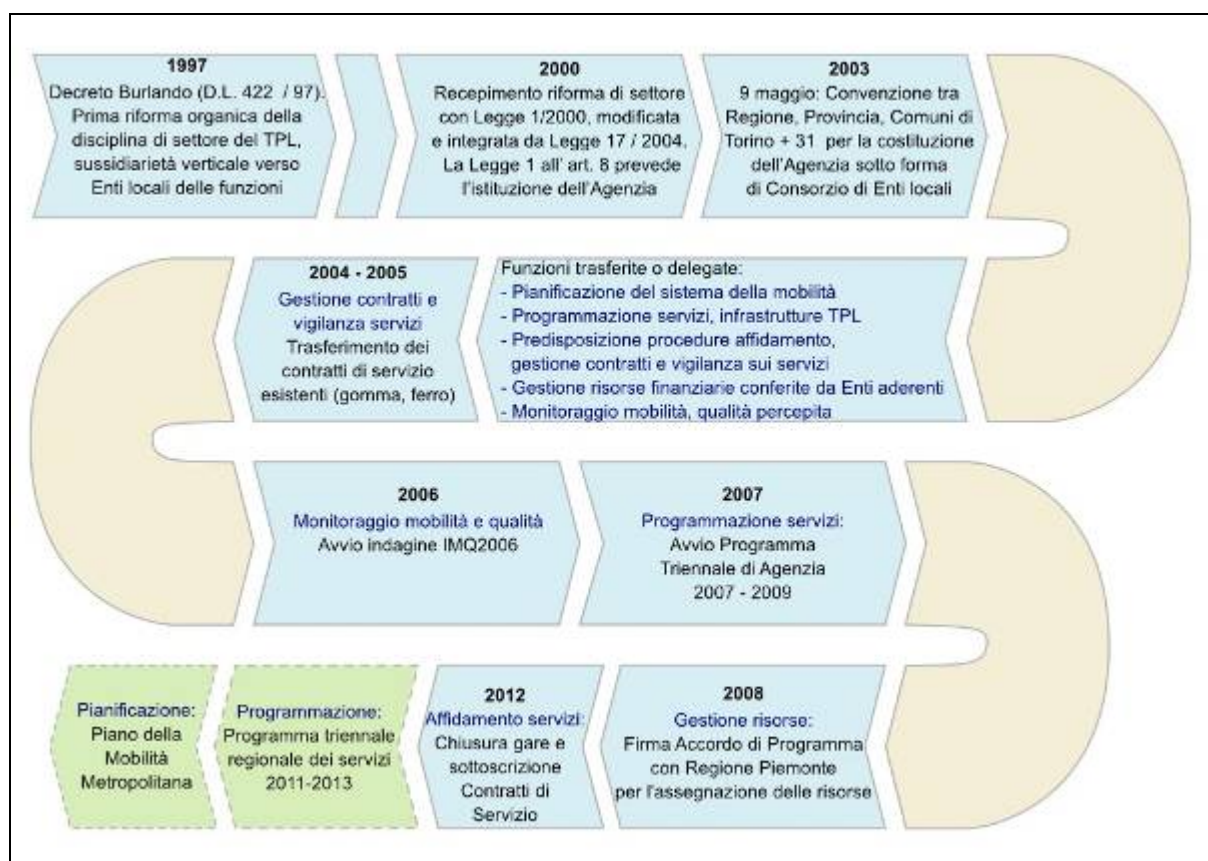 1997
Decreto Burlando (D.L. 422 / 97).
Prima riforma organica della
disciplina di settore del TPL,
sussidiarietà verticale verso
Enti locali delle funzioni
2000
Recepimento riforma di settore
con Legge 1/2000, modificata
e integrata da Legge 17 / 2004.
La Legge 1 all' art. 8 prevede
l'istituzione dell'Agenzia
2003
9 maggio: Convenzione tra
Regione, Provincia, Comuni di
Torino + 31 per la costituzione
dell'Agenzia sotto forma
di Consorzio di Enti locali
Funzioni trasferite o delegate:
- Pianificazione del sistema della mobilità
- Programmazione servizi, infrastrutture TPL
- Predisposizione procedure affidamento,
gestione contratti e vigilanza sui servizi
- Gestione risorse finanziarie conferite da Enti aderenti
- Monitoraggio mobilità, qualità percepita
2004 - 2005
Gestione contratti e
vigilanza servizi
Trasferimento dei
contratti di servizio
esistenti (gomma, ferro)
2006
Monitoraggio mobilità e qualità
Avvio indagine IMQ2006
2007
Programmazione servizi:
Avvio Programma
Triennale di Agenzia
2007 - 2009
2008
Gestione risorse:
Firma Accordo di Programma
con Regione Piemonte
per l'assegnazione delle risorse
2012
Affidamento servizi:
Chiusura gare e
sottoscrizione
Contratti di
Servizio
Programmazione:
Programma triennale
regionale dei servizi
2011-2013
Pianificazione:
Piano della
Mobilità
Metropolitana